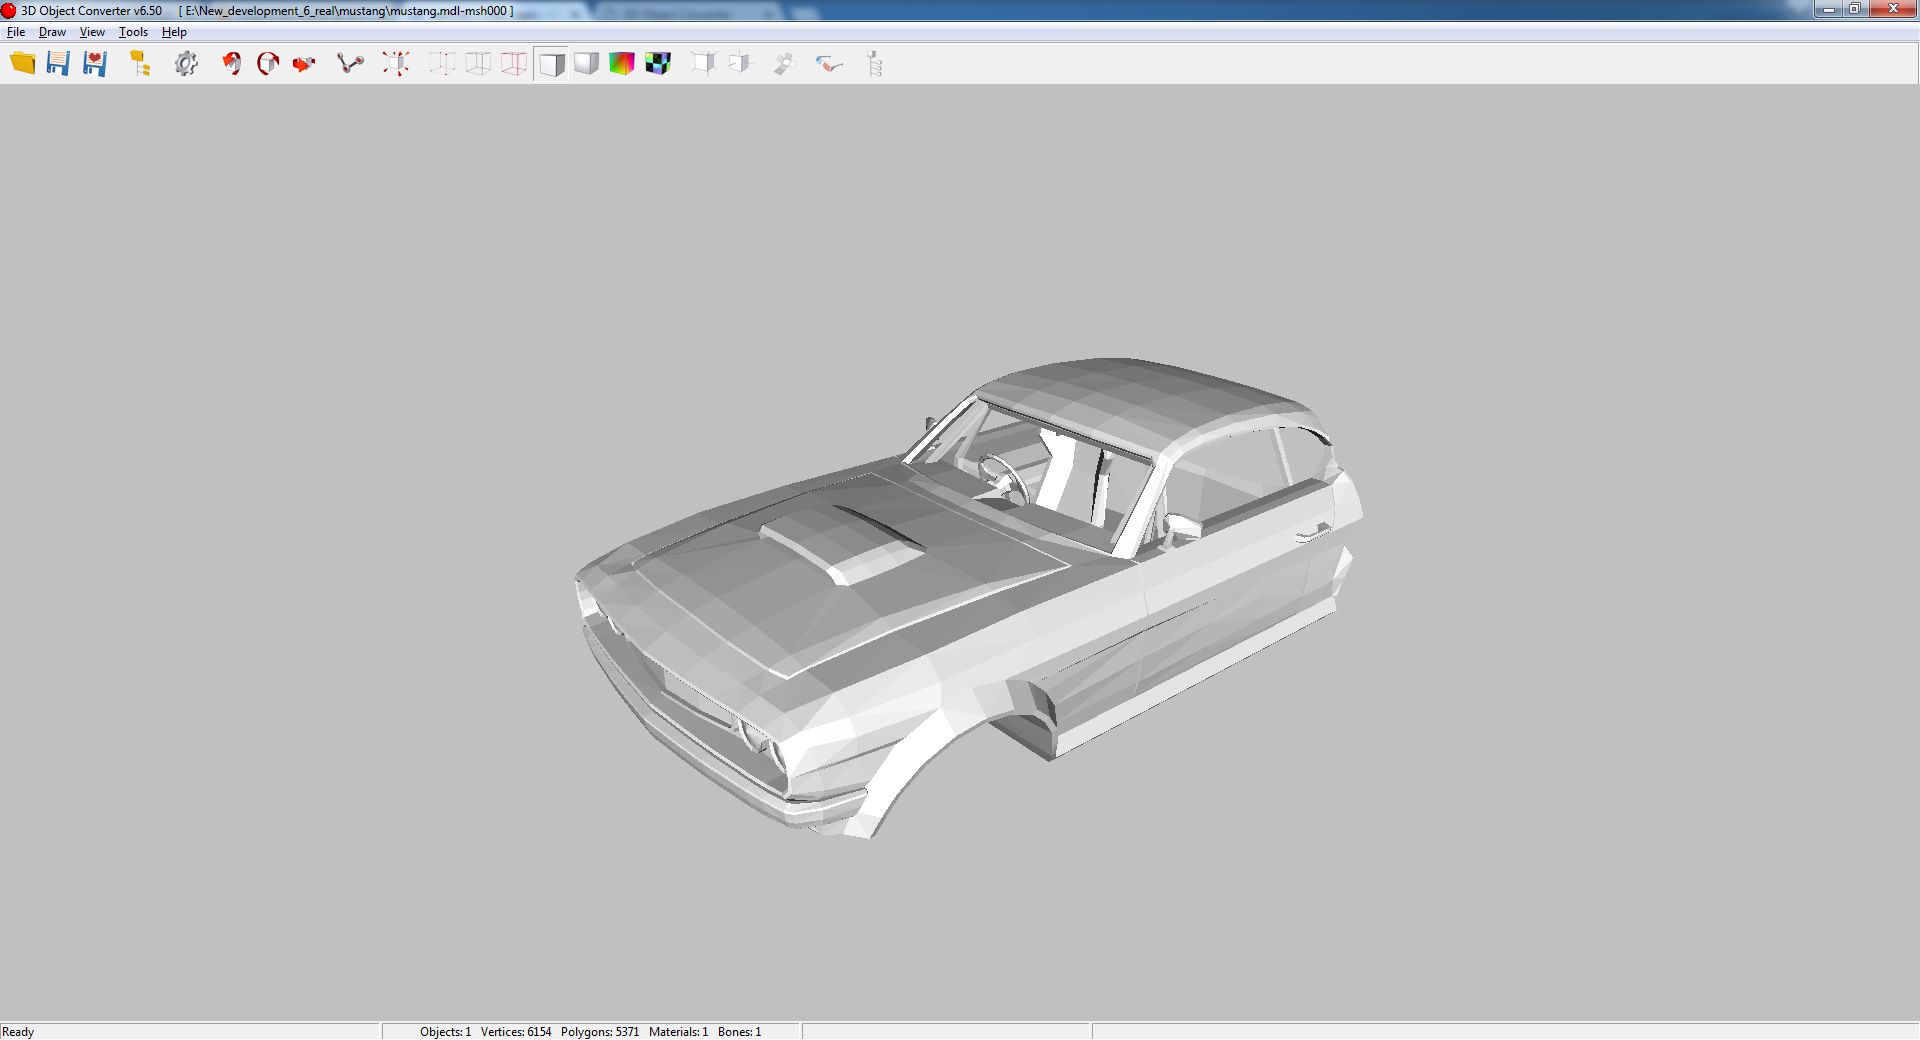 3D Object Converter v6.50 [ E:\New_development_6_real\mustang\mustang.mdl-msh000 ]
File Draw View Tools Help
Ready Objects: 1 Vertices: 6154 Polygons: 5371 Materials: 1 Bones: 1